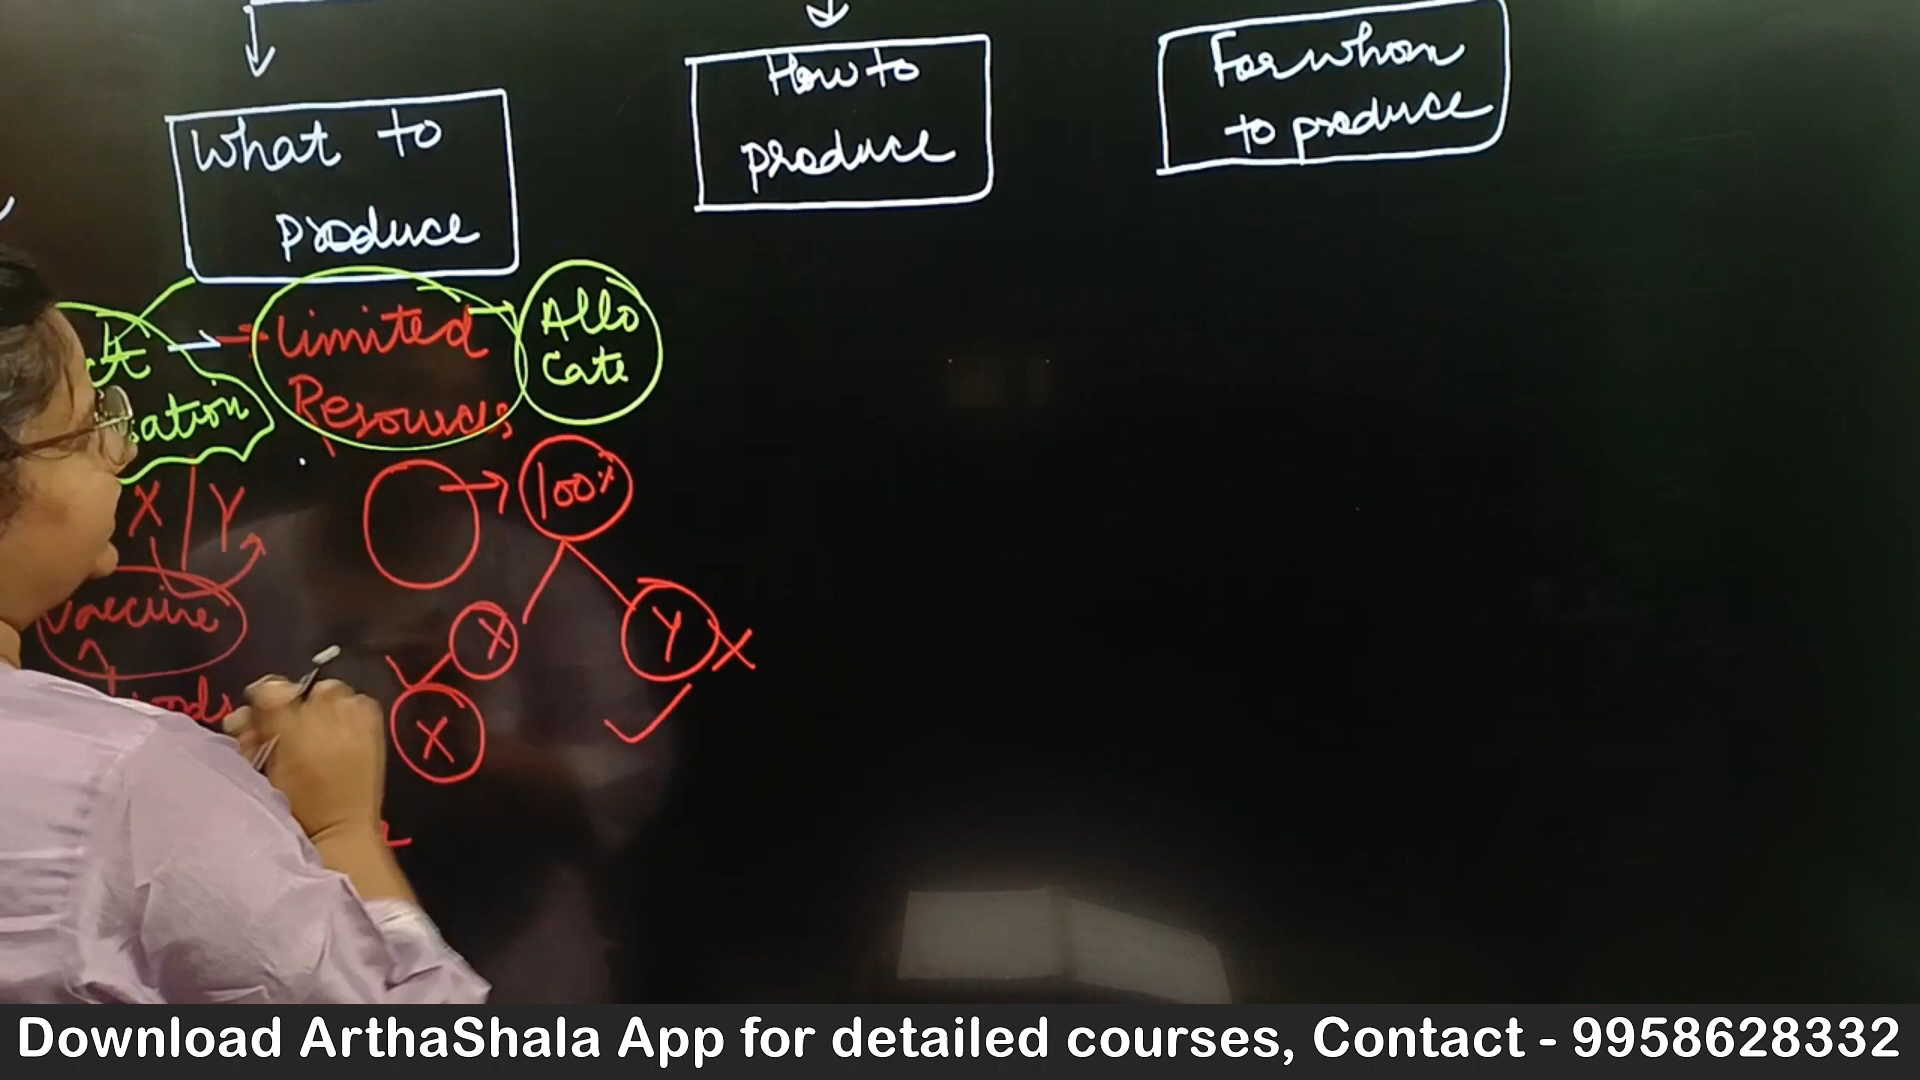 What to
produce
How to
produce
For whom
to produce
Limited
Resources
Allo
Cate
100%
X
Y
Vaccine
X
Y
X
X
Download ArthaShala App for detailed courses, Contact - 9958628332